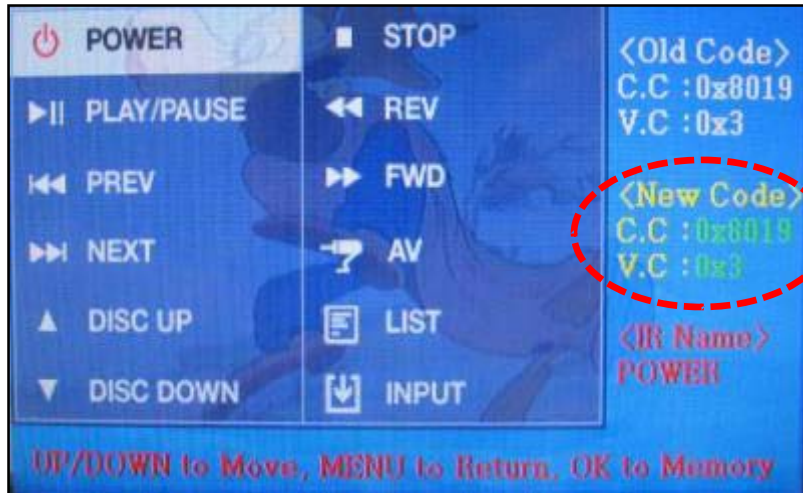 POWER
PLAY/PAUSE
PREV
NEXT
DISC UP
DISC DOWN
STOP
REV
FWD
AV
LIST
INPUT
<Old Code>
C.C :0x8019
V.C :0x3
<New Code>
C.C :0x8019
V.C :0x3
<IR Name>
POWER
UP/DOWN to Move, MENU to Return, OK to Memory